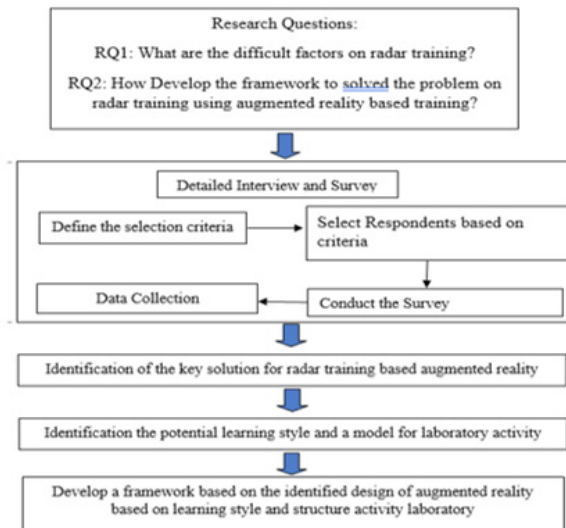 Research Questions:
RQ1: What are the difficult factors on radar training?
RQ2: How Develop the framework to solved the problem on
radar training using augmented reality based training?
Detailed Interview and Survey
Define the selection criteria
Select Respondents based on
criteria
Conduct the Survey
Data Collection
Identification of the key solution for radar training based augmented reality
Identification the potential learning style and a model for laboratory activity
Develop a framework based on the identified design of augmented reality
based on learning style and structure activity laboratory